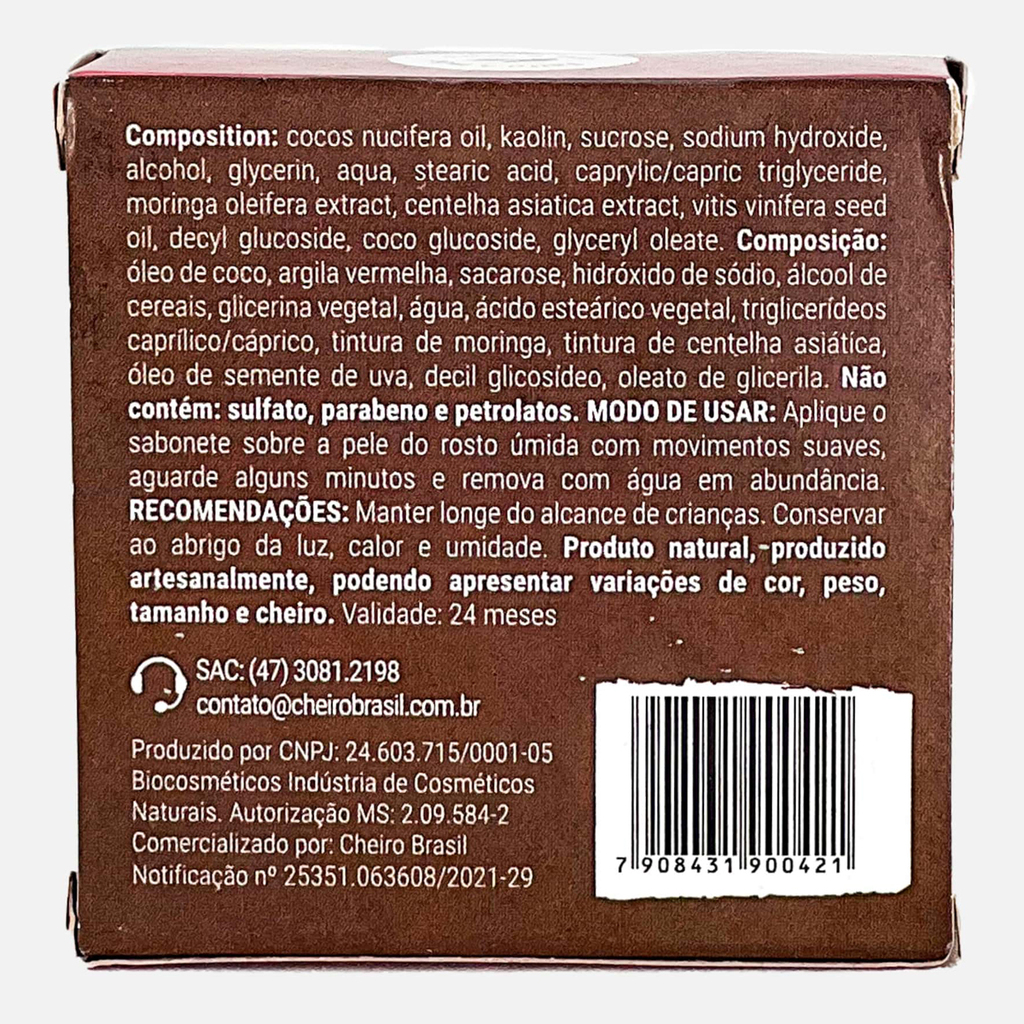 Composition: cocos nucifera oil, kaolin, sucrose, sodium hydroxide,
alcohol, glycerin, aqua, stearic acid, caprylic/capric triglyceride,
moringa oleifera extract, centelha asiatica extract, vitis vinífera seed
oil, decyl glucoside, coco glucoside, glyceryl oleate. Composição:
óleo de coco, argila vermelha, sacarose, hidróxido de sódio, álcool de
cereais, glicerina vegetal, água, ácido esteárico vegetal, triglicerídeos
caprílico/cáprico, tintura de moringa, tintura de centelha asiática,
óleo de semente de uva, decil glicosídeo, oleato de glicerila. Não
contém: sulfato, parabeno e petrolatos. MODO DE USAR: Aplique o
sabonete sobre a pele do rosto úmida com movimentos suaves,
aguarde alguns minutos e remova com água em abundância.
RECOMENDAÇÕES: Manter longe do alcance de crianças. Conservar
ao abrigo da luz, calor e umidade. Produto natural, produzido
artesanalmente, podendo apresentar variações de cor, peso,
tamanho e cheiro. Validade: 24 meses
SAC: (47) 3081.2198
contato@cheirobrasil.com.br
Produzido por CNPJ: 24.603.715/0001-05
Biocosméticos Indústria de Cosméticos
Naturais. Autorização MS: 2.09.584-2
Comercializado por: Cheiro Brasil
Notificação nº 25351.063608/2021-29
7 908431 900421